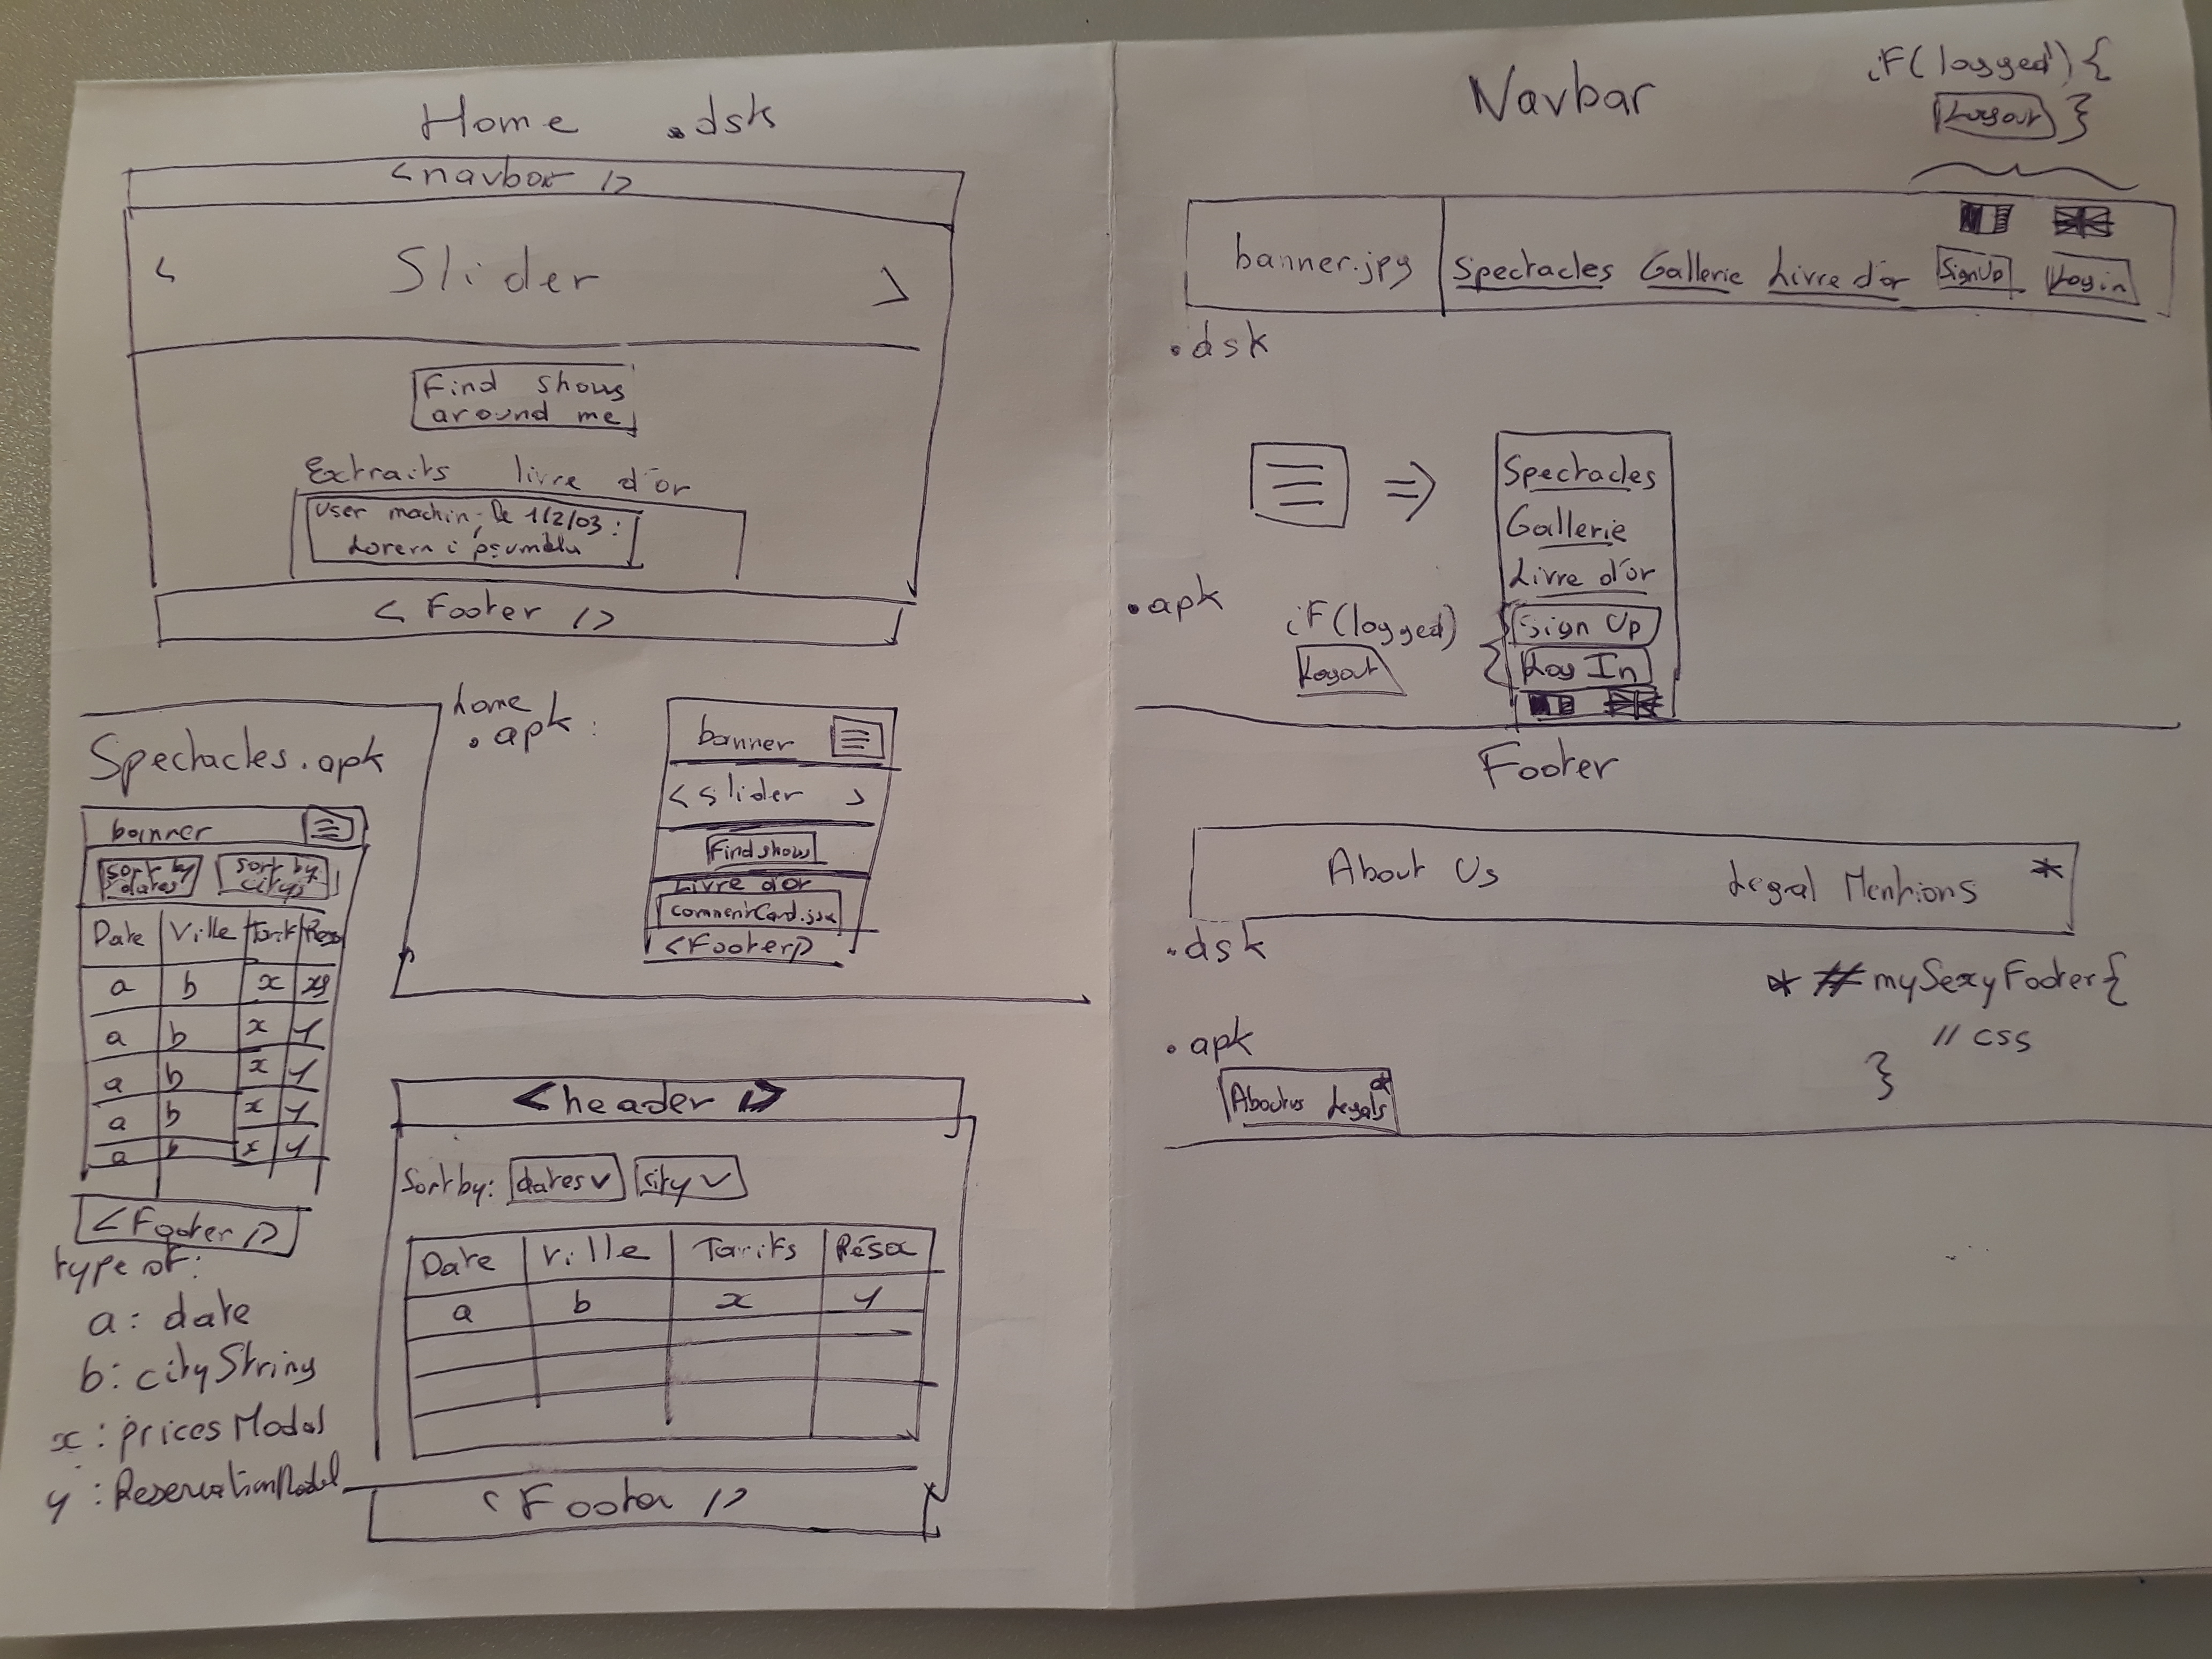 Home .dsk
<navbar />
< Slider >
Find shows
around me
Extraits livre d'or
User machin, le 1/2/03 :
Lorem i psumblu
<Footer />
home
.apk :
banner
<slider >
Find shows
Livre d'or
commentCard.jsx
<Footer/>
Spectacles.apk
banner
sort by
dates
sort by
city
Date Ville Tarif Resa
a b x y
a b x y
a b x y
a b x y
a b x y
<Footer />
type of:
a : date
b : cityString
x : pricesModal
y : ReservationModal
<header />
Sort by: dates v city v
Date Ville Tarifs Résa
a b x y
<Footer />
Navbar
iF(logged) {
Logout }
banner.jpg Spectacles Gallerie Livre d'or SignUp Login
.dsk
=>
Spectacles
Gallerie
Livre d'or
Sign Up
Log In
.apk
iF(logged) {
Logout
Footer
About Us Legal Mentions *
.dsk
* #mySexyFooter{
// css
}
.apk
About us Legals *